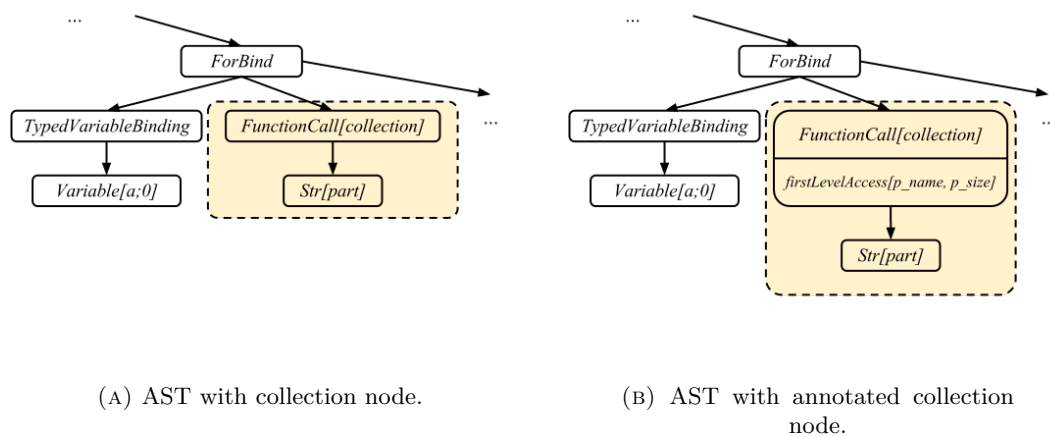 ...
ForBind
TypedVariableBinding
FunctionCall[collection]
...
Variable[a;0]
Str[part]
(A) AST with collection node.
...
ForBind
TypedVariableBinding
FunctionCall[collection]
...
Variable[a;0]
firstLevelAccess[p_name, p_size]
Str[part]
(B) AST with annotated collection
node.